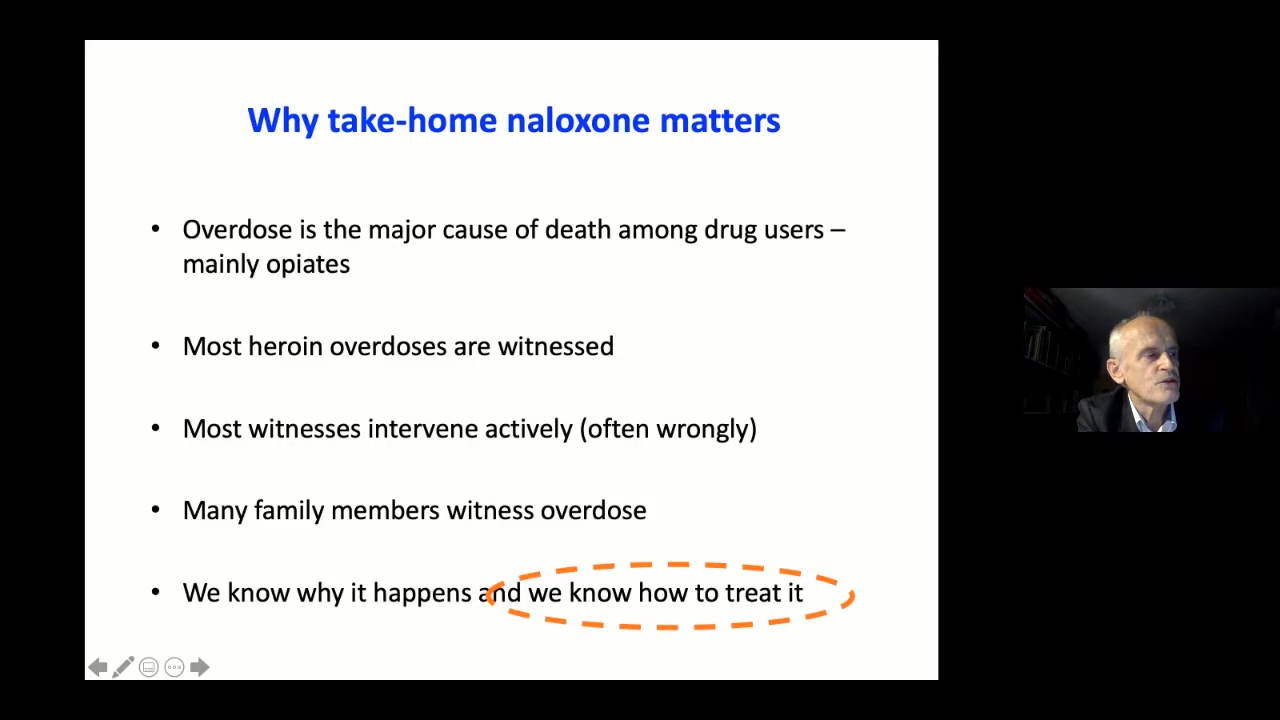 Why take-home naloxone matters
• Overdose is the major cause of death among drug users –
mainly opiates
• Most heroin overdoses are witnessed
• Most witnesses intervene actively (often wrongly)
• Many family members witness overdose
• We know why it happens and we know how to treat it